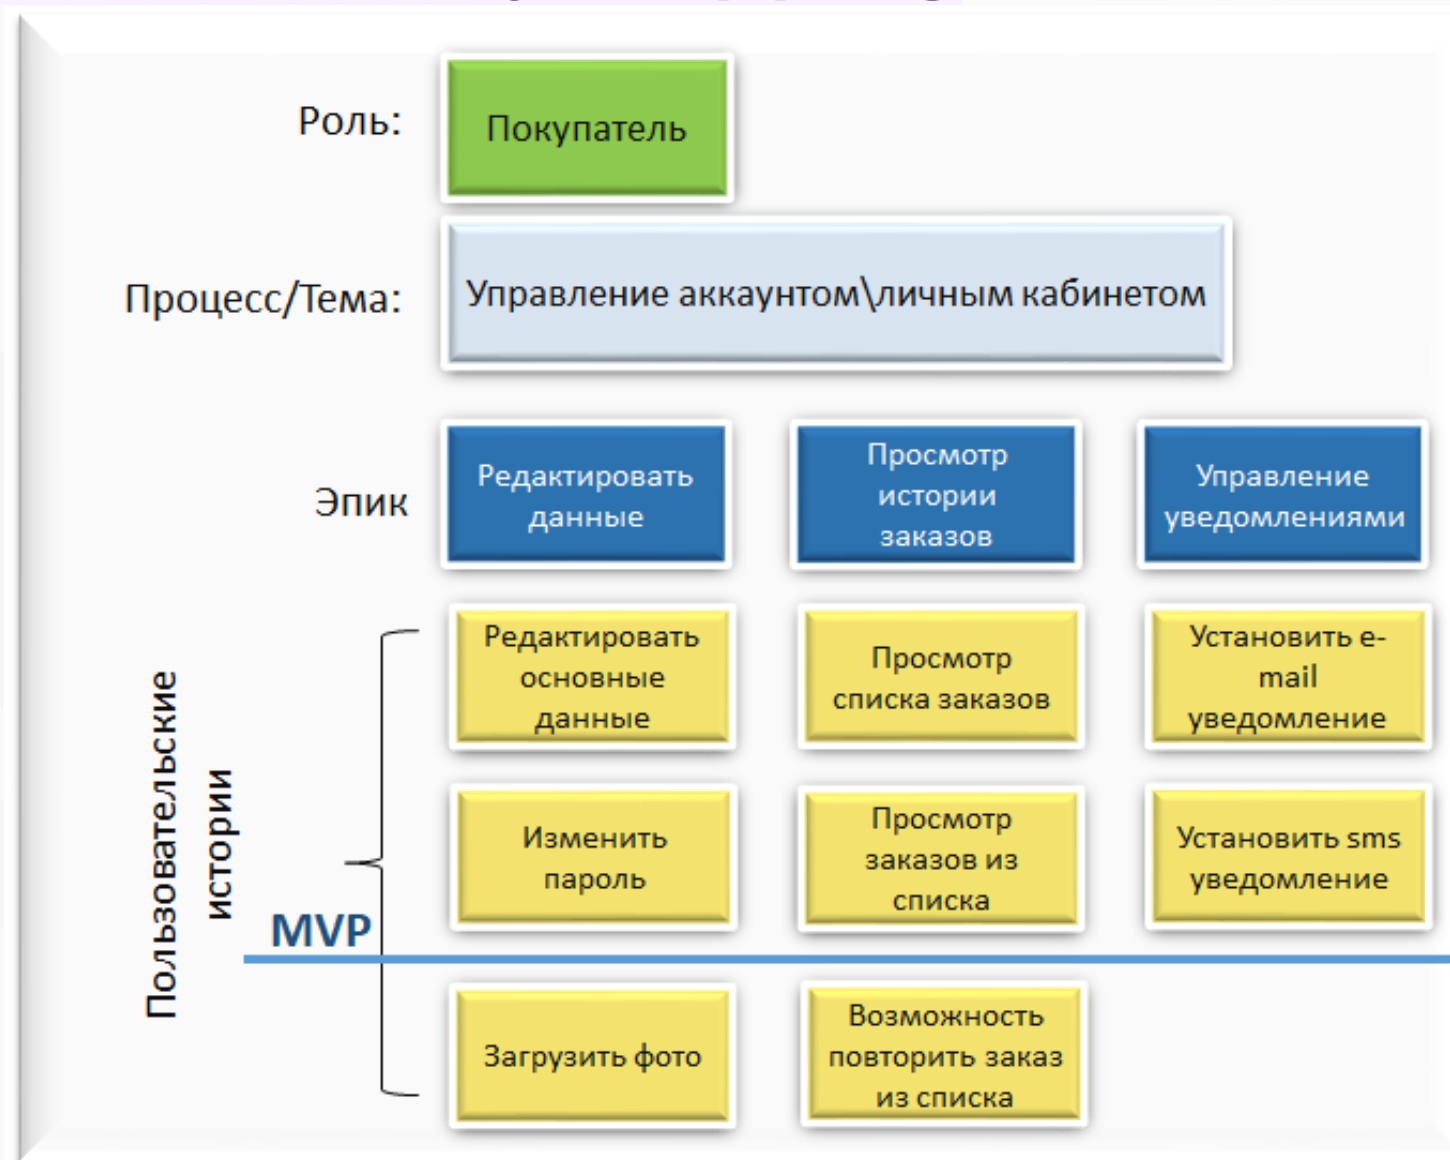 Роль:
Покупатель
Процесс/Тема:
Управление аккаунтом\личным кабинетом
Эпик
Редактировать
данные
Просмотр
истории
заказов
Управление
уведомлениями
Пользовательские
истории
Редактировать
основные
данные
Просмотр
списка заказов
Установить e-
mail
уведомление
Изменить
пароль
Просмотр
заказов из
списка
Установить sms
уведомление
MVP
Загрузить фото
Возможность
повторить заказ
из списка